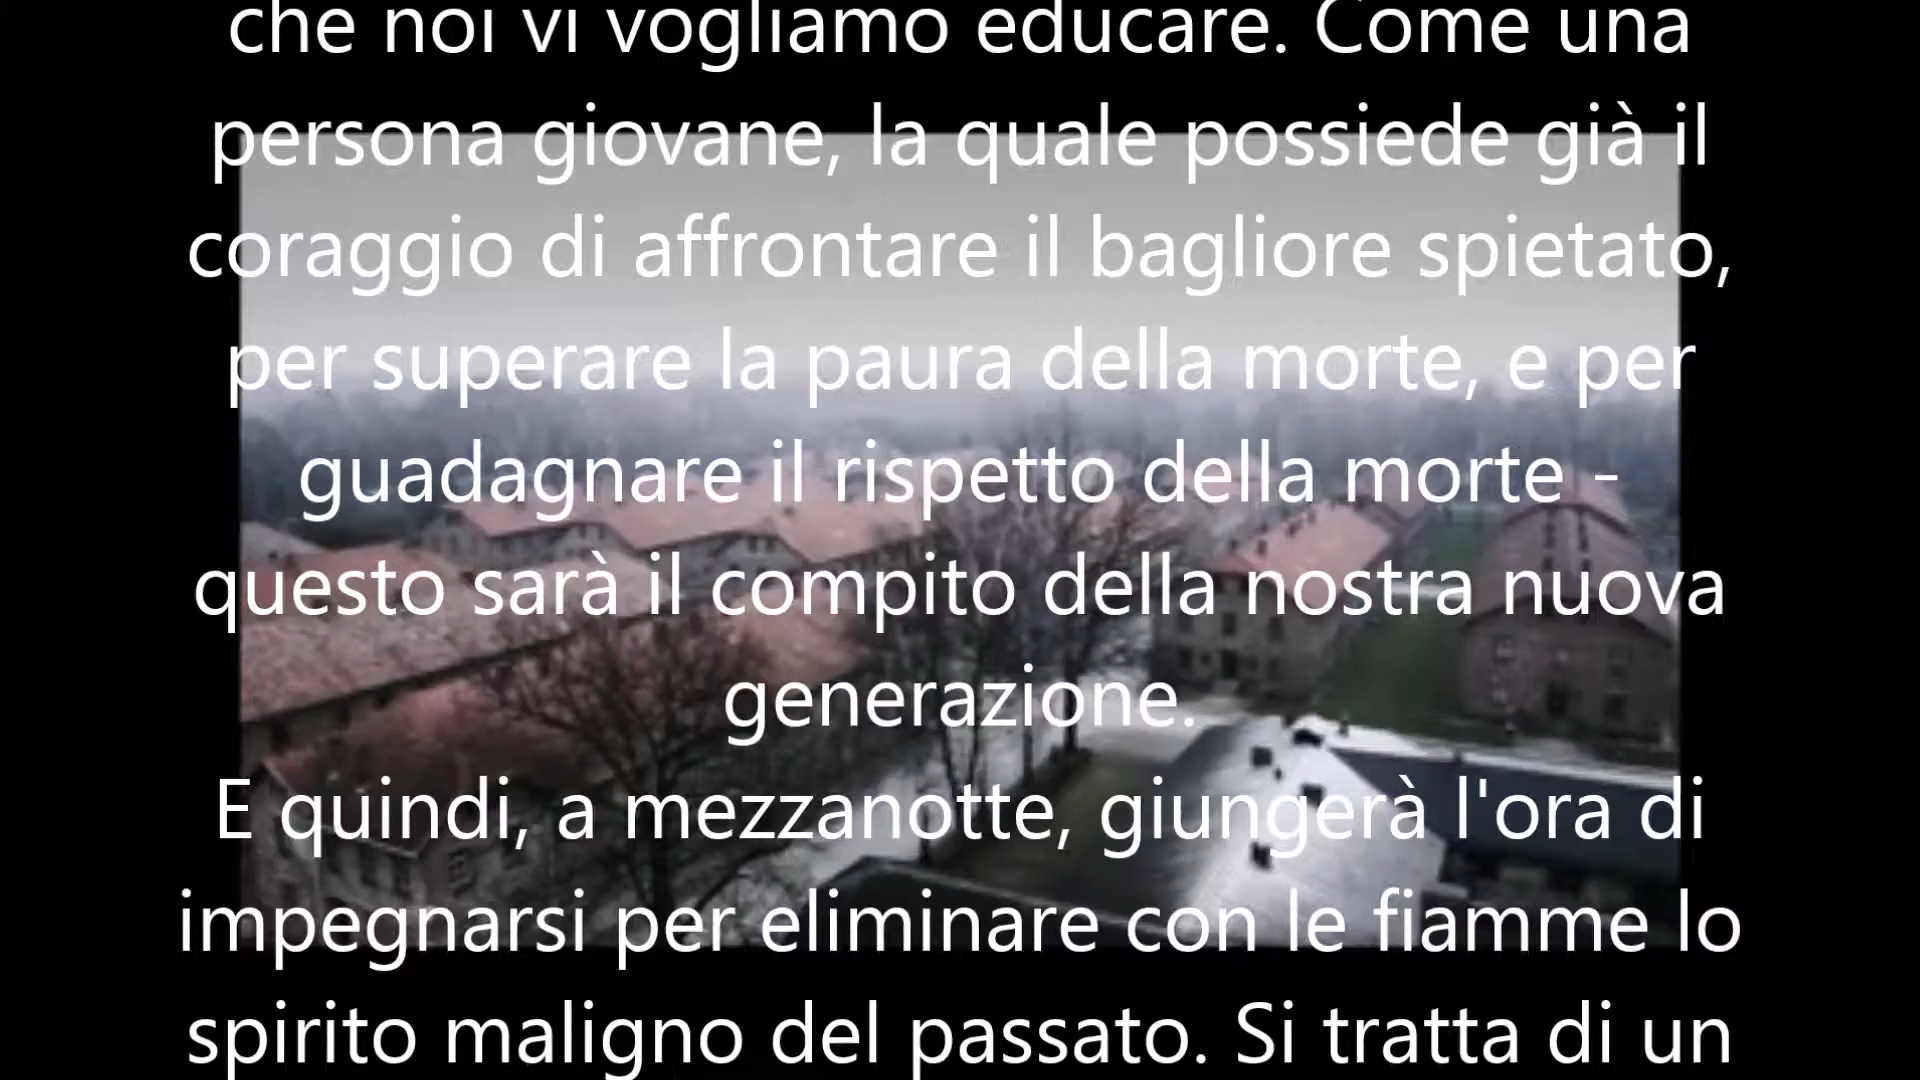 che noi vi vogliamo educare. Come una
persona giovane, la quale possiede già il
coraggio di affrontare il bagliore spietato,
per superare la paura della morte, e per
guadagnare il rispetto della morte -
questo sarà il compito della nostra nuova
generazione.
E quindi, a mezzanotte, giungerà l'ora di
impegnarsi per eliminare con le fiamme lo
spirito maligno del passato. Si tratta di un